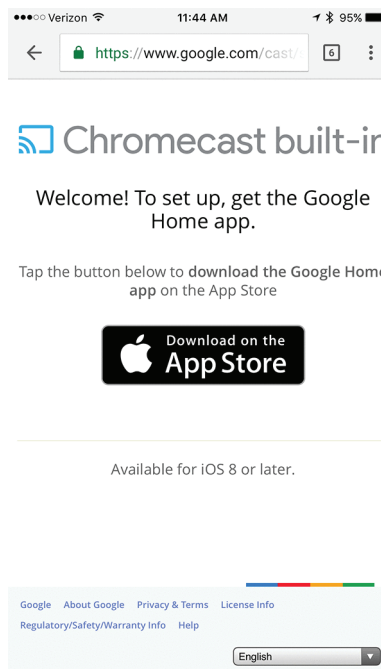 Verizon 11:44 AM 95%
https://www.google.com/cast/s 6
Chromecast built-in
Welcome! To set up, get the Google
Home app.
Tap the button below to download the Google Home
app on the App Store
Download on the
App Store
Available for iOS 8 or later.
Google About Google Privacy & Terms License Info
Regulatory/Safety/Warranty Info Help
English